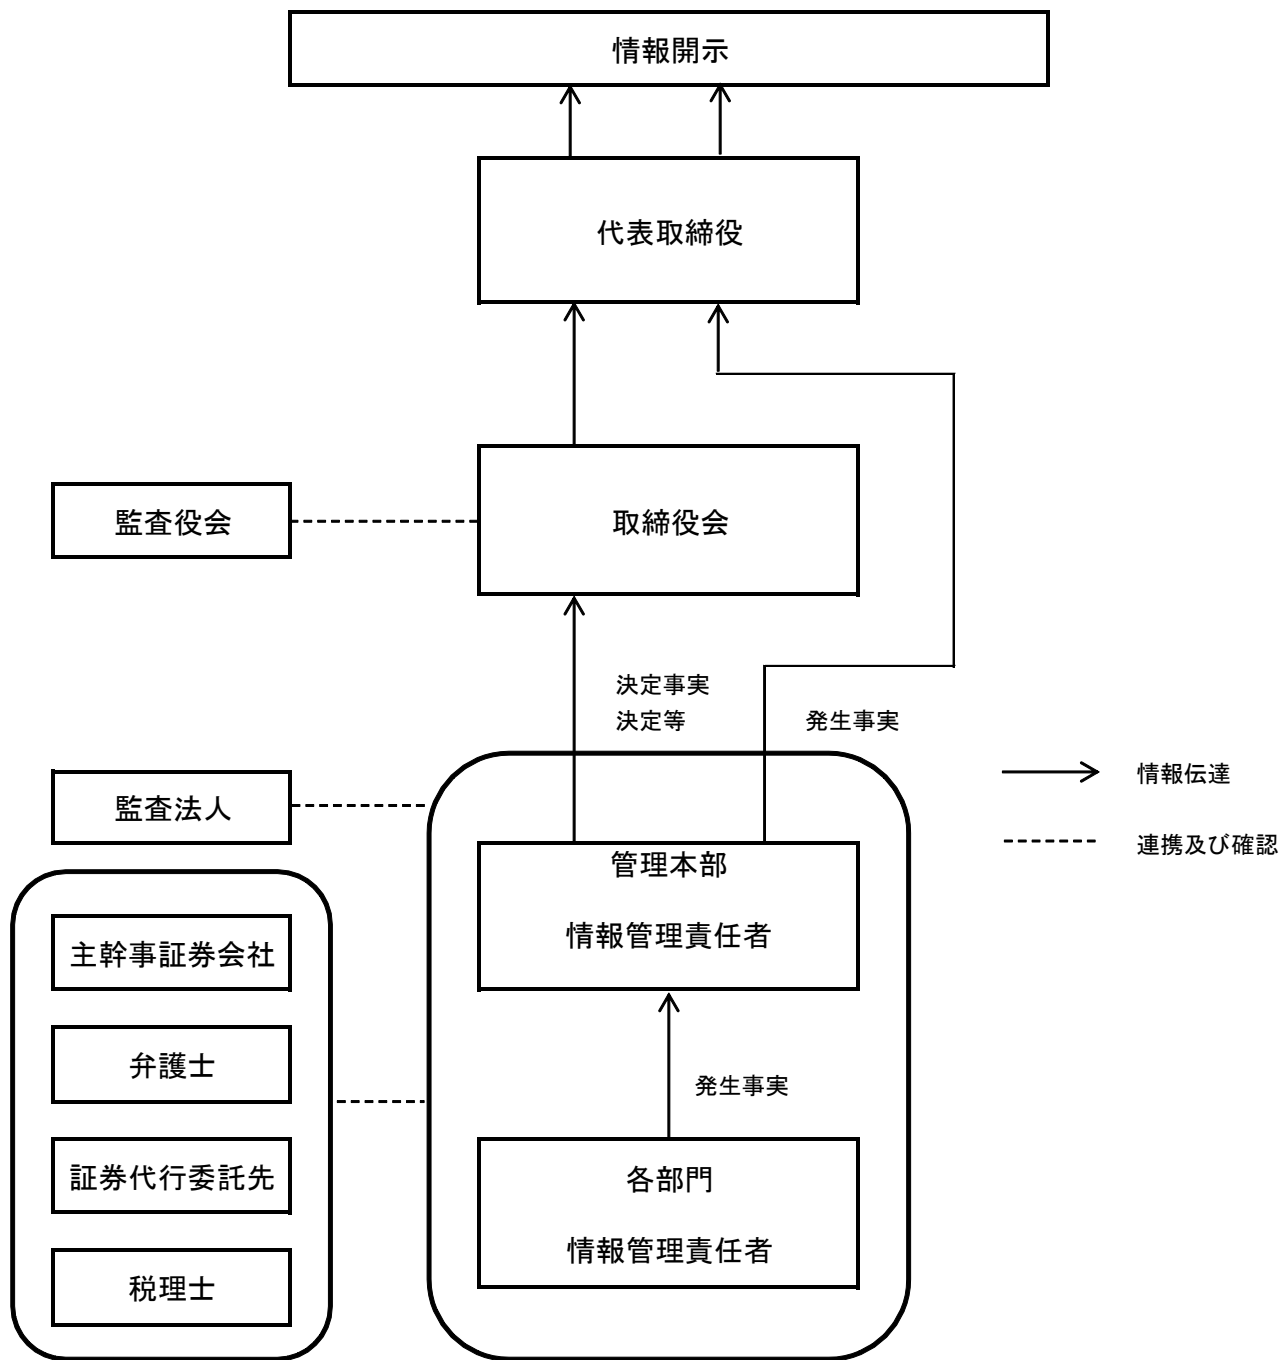 情報開示
代表取締役
監査役会
取締役会
決定事実
決定等
発生事実
監査法人
情報伝達
連携及び確認
管理本部
情報管理責任者
主幹事証券会社
弁護士
発生事実
証券代行委託先
各部門
情報管理責任者
税理士